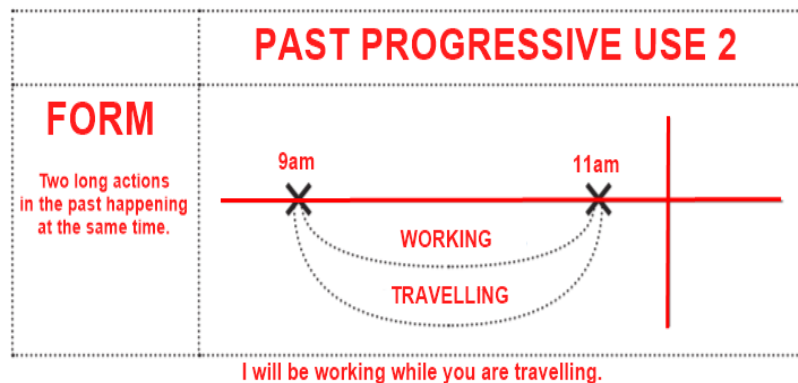 PAST PROGRESSIVE USE 2
FORM
Two long actions
in the past happening
at the same time.
9am
11am
WORKING
TRAVELLING
I will be working while you are travelling.